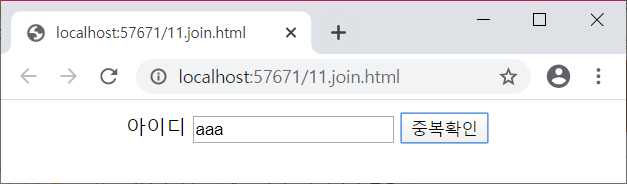 localhost:57671/11.join.html
localhost:57671/11.join.html
아이디 aaa 중복확인